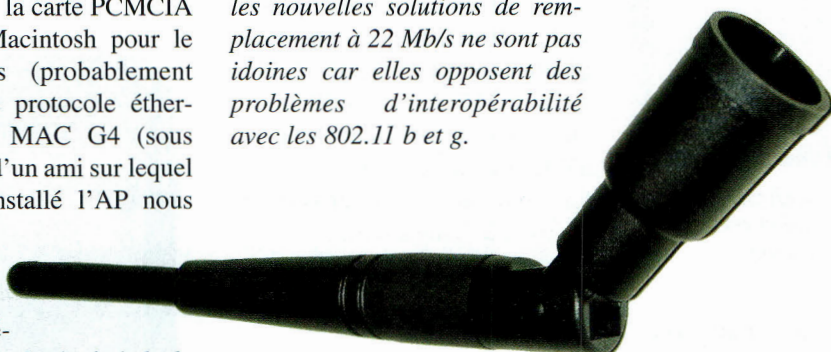 la carte PCMCIA
Macintosh pour le
s (probablement
protocole éther-
MAC G4 (sous
l'un ami sur lequel
nstallé l'AP nous
les nouvelles solutions de rem-
placement à 22 Mb/s ne sont pas
idoines car elles opposent des
problèmes d'interopérabilité
avec les 802.11 b et g.